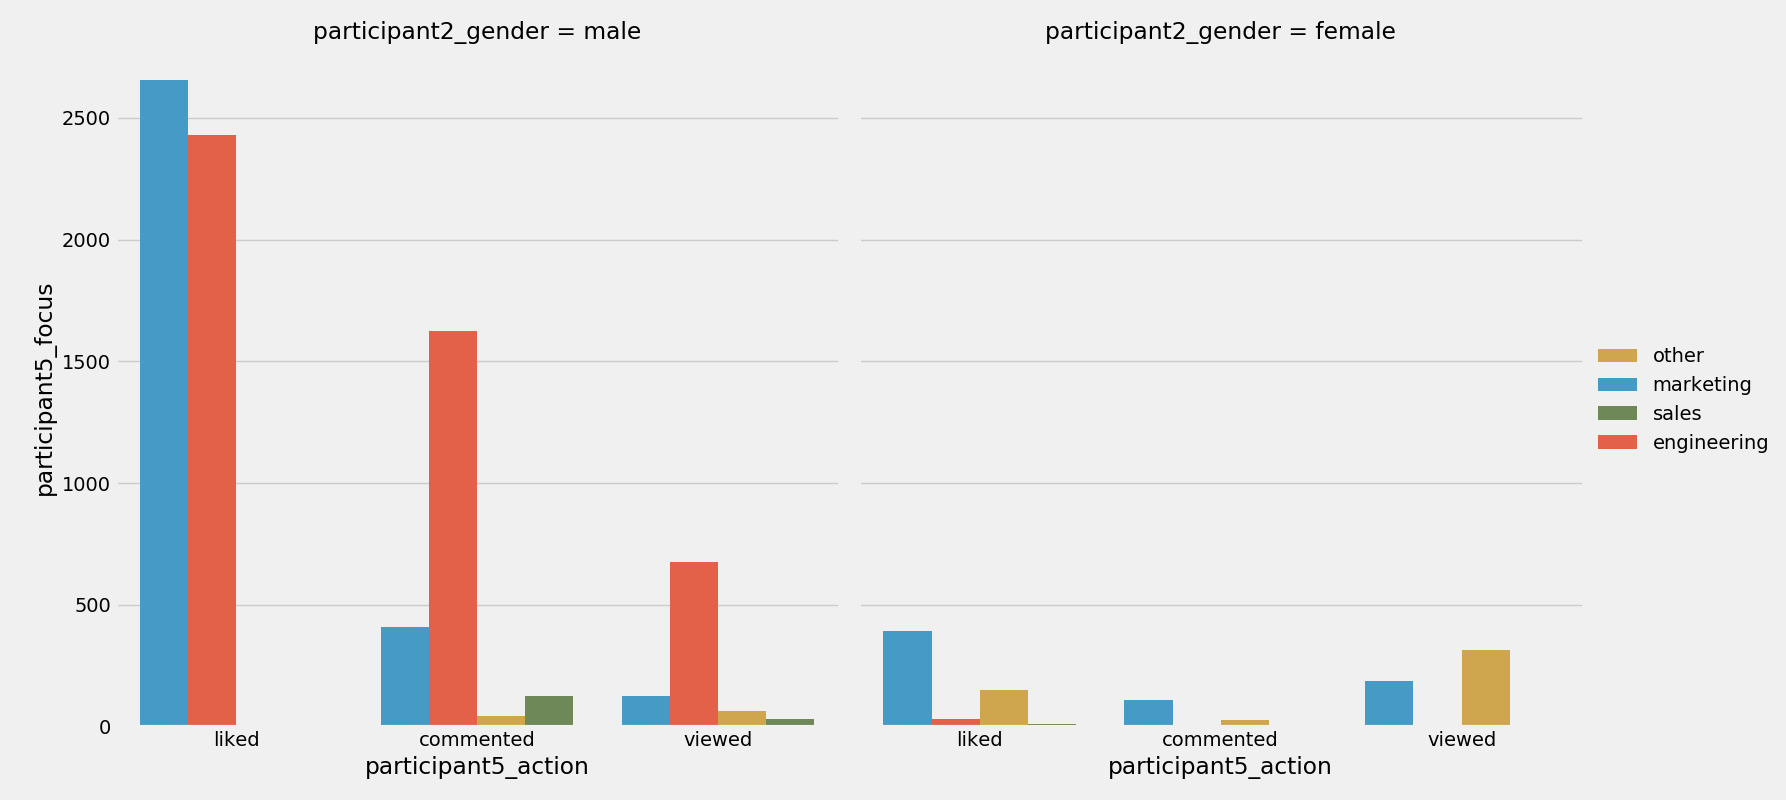 participant2_gender = male
participant2_gender = female
participant5_focus
2500
2000
1500
1000
500
0
liked
commented
viewed
participant5_action
liked
commented
viewed
participant5_action
other
marketing
sales
engineering